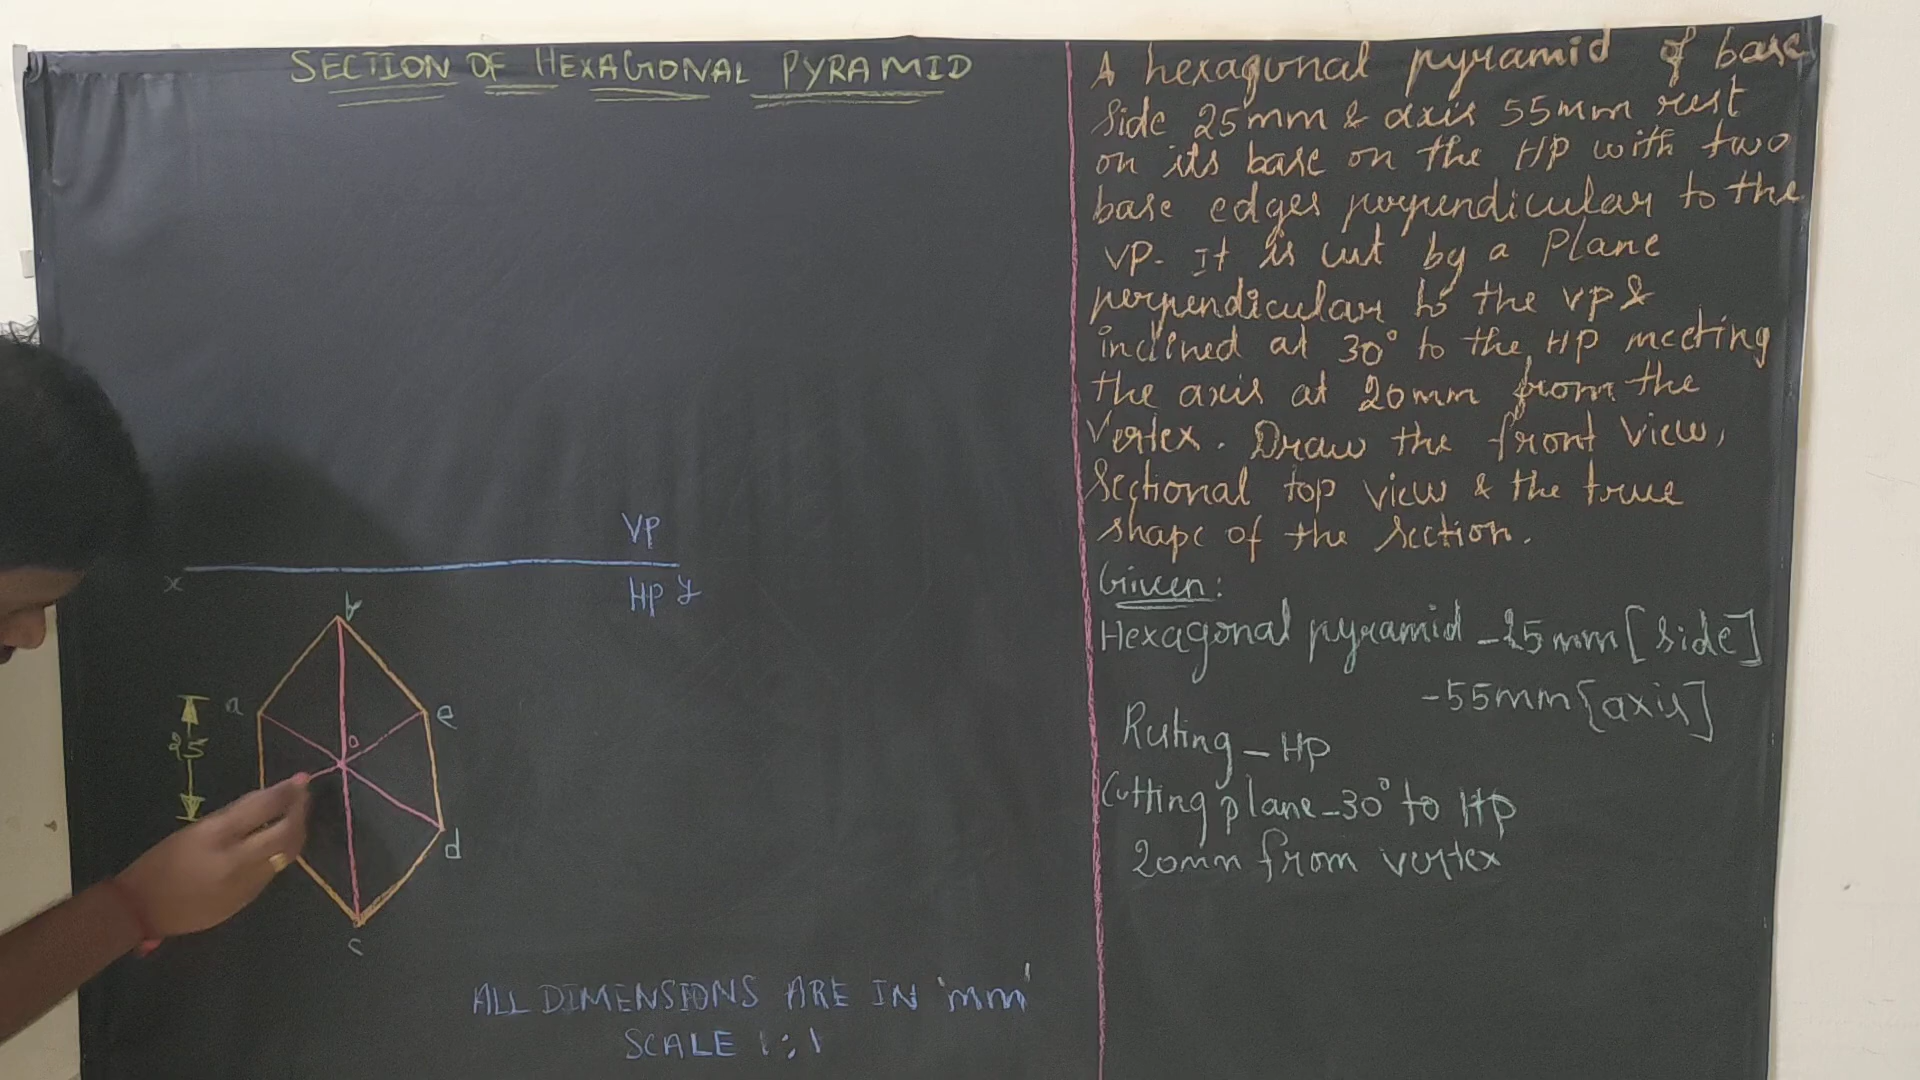 SECTION OF HEXAGONAL PYRAMID
A hexagonal pyramid of base
side 25mm & axis 55mm rest
on its base on the HP with two
base edges perpendicular to the
VP. It is cut by a Plane
perpendicular to the VP &
inclined at 30° to the HP meeting
the axis at 20mm from the
Vertex. Draw the front view,
Sectional top view & the true
shape of the section.
Given:
Hexagonal pyramid - 25mm [side]
- 55mm [axis]
Resting - HP
Cutting plane - 30° to HP
20mm from vertex
VP
x
HP y
f
a
e
25
o
d
c
ALL DIMENSIONS ARE IN 'mm'
SCALE 1:1